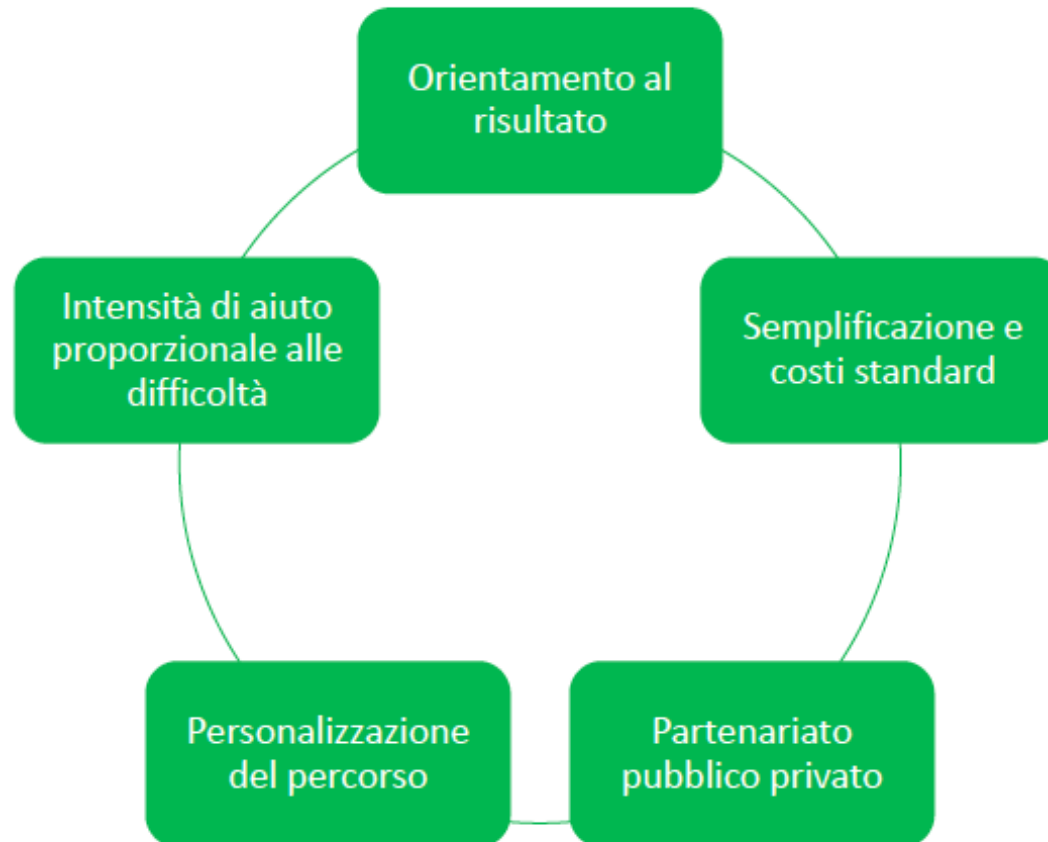 Orientamento al
risultato
Semplificazione e
costi standard
Partenariato
pubblico privato
Personalizzazione
del percorso
Intensità di aiuto
proporzionale alle
difficoltà